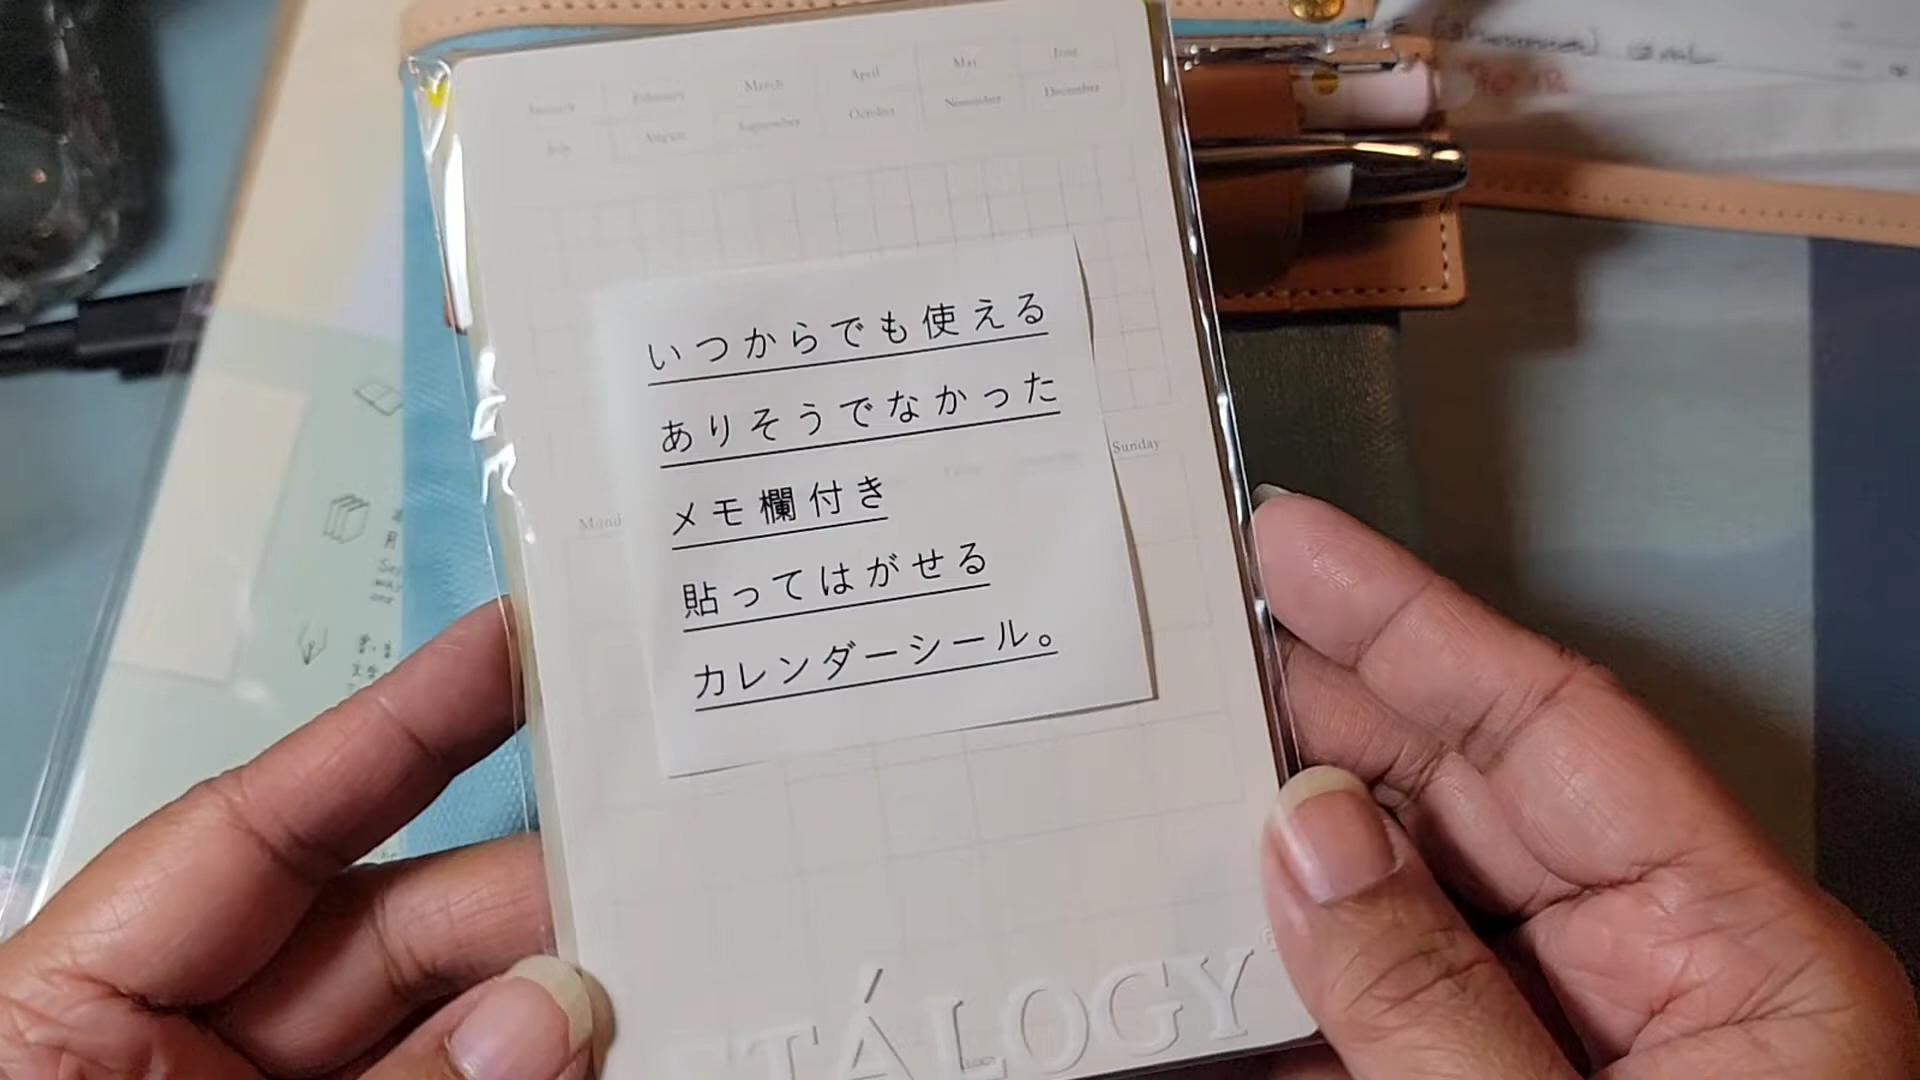 January February March April May June
July August September October November December
いつからでも使える
ありそうでなかった
メモ欄付き
貼ってはがせる
カレンダーシール。
Sunday
Mond
STÁLOGY